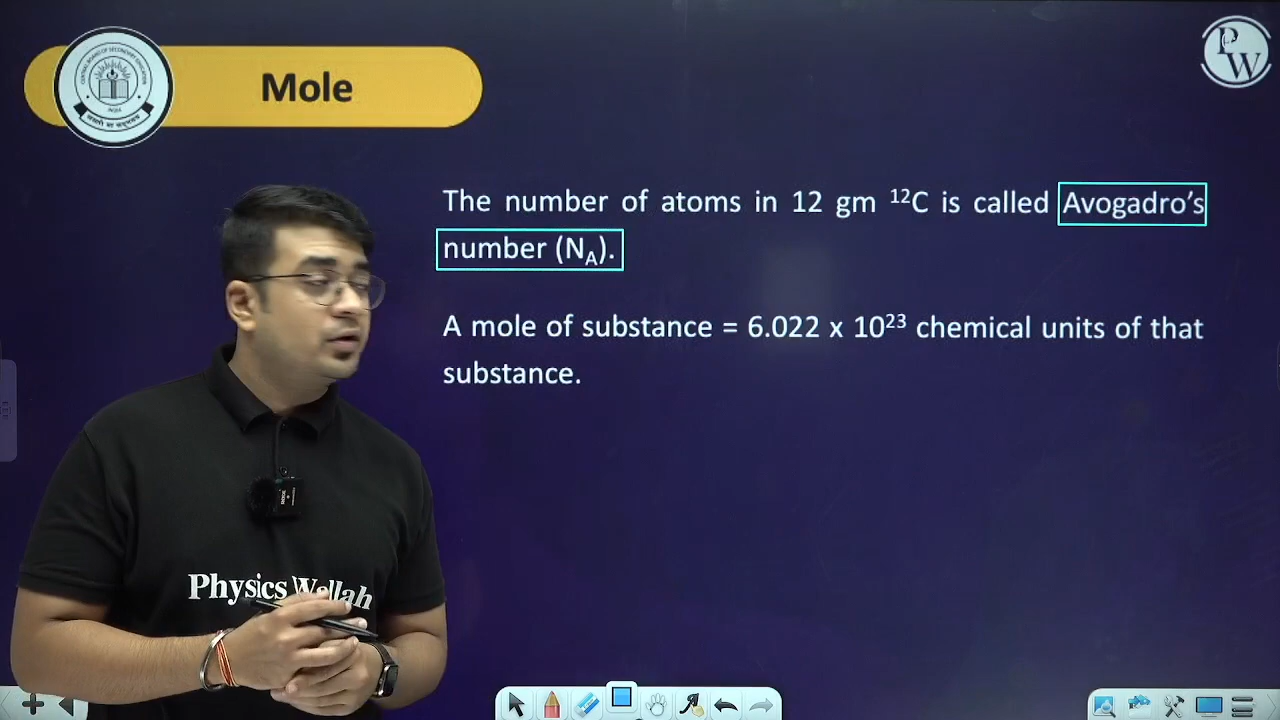 Mole
PW
The number of atoms in 12 gm ¹²C is called Avogadro’s
number (N_A).
A mole of substance = 6.022 x 10²³ chemical units of that
substance.
Physics Wallah